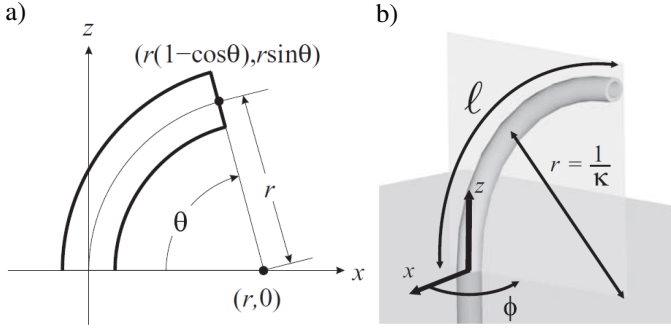 a)
z
(r(1−cosθ),rsinθ)
θ
r
x
(r,0)
b)
ℓ
r = 1/κ
z
x
ϕ